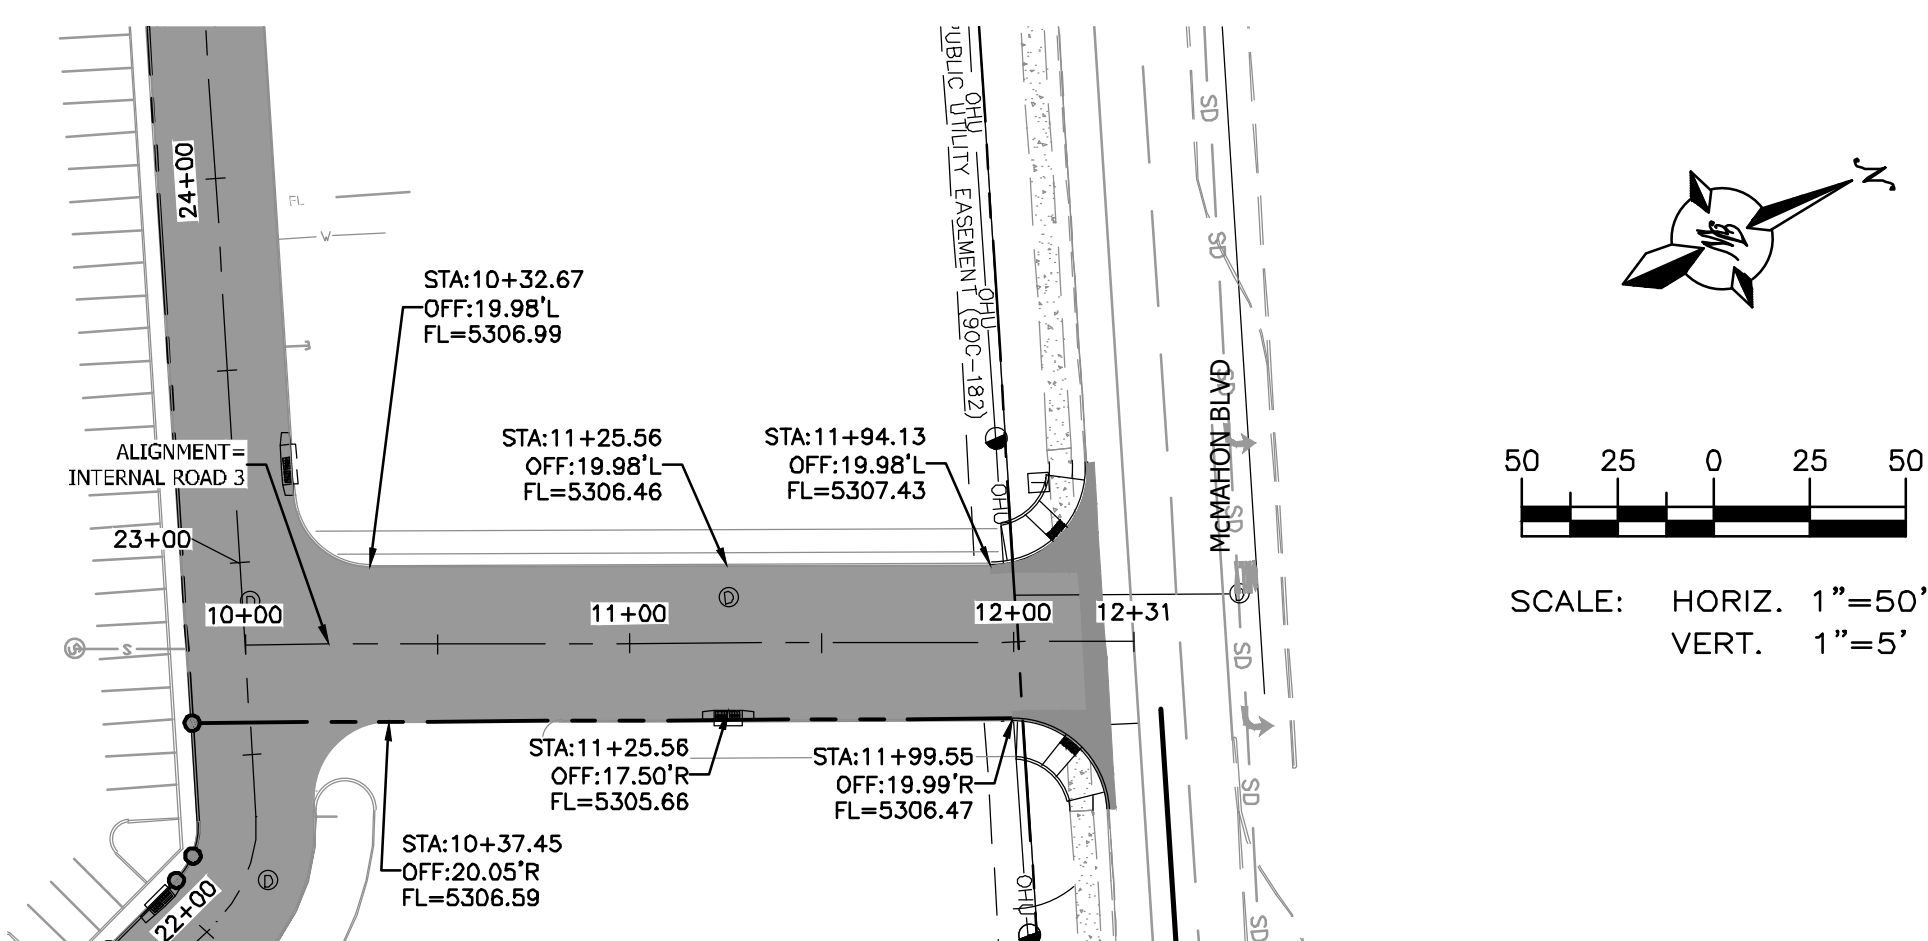 24+00
FL
W
STA:10+32.67
OFF:19.98'L
FL=5306.99
ALIGNMENT=
INTERNAL ROAD 3
23+00
STA:11+25.56
OFF:19.98'L
FL=5306.46
STA:11+94.13
OFF:19.98'L
FL=5307.43
PUBLIC UTILITY EASEMENT (90C-182)
OHU
OHU
OHU
OHU
McMAHON BLVD
SD
SD
SD
SD
SD
SD
SD
N
50 25 0 25 50
SCALE: HORIZ. 1"=50'
VERT. 1"=5'
D
D
D
10+00
11+00
12+00
12+31
S
S
STA:11+25.56
OFF:17.50'R
FL=5305.66
STA:11+99.55
OFF:19.99'R
FL=5306.47
STA:10+37.45
OFF:20.05'R
FL=5306.59
D
22+00